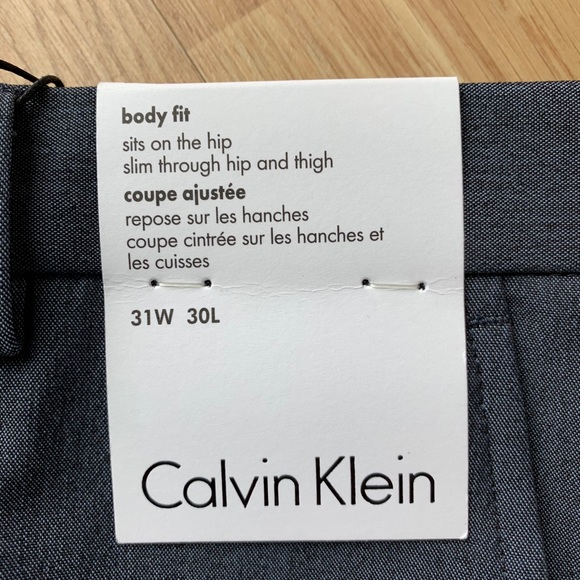 body fit
sits on the hip
slim through hip and thigh
coupe ajustée
repose sur les hanches
coupe cintrée sur les hanches et
les cuisses
31W 30L
Calvin Klein